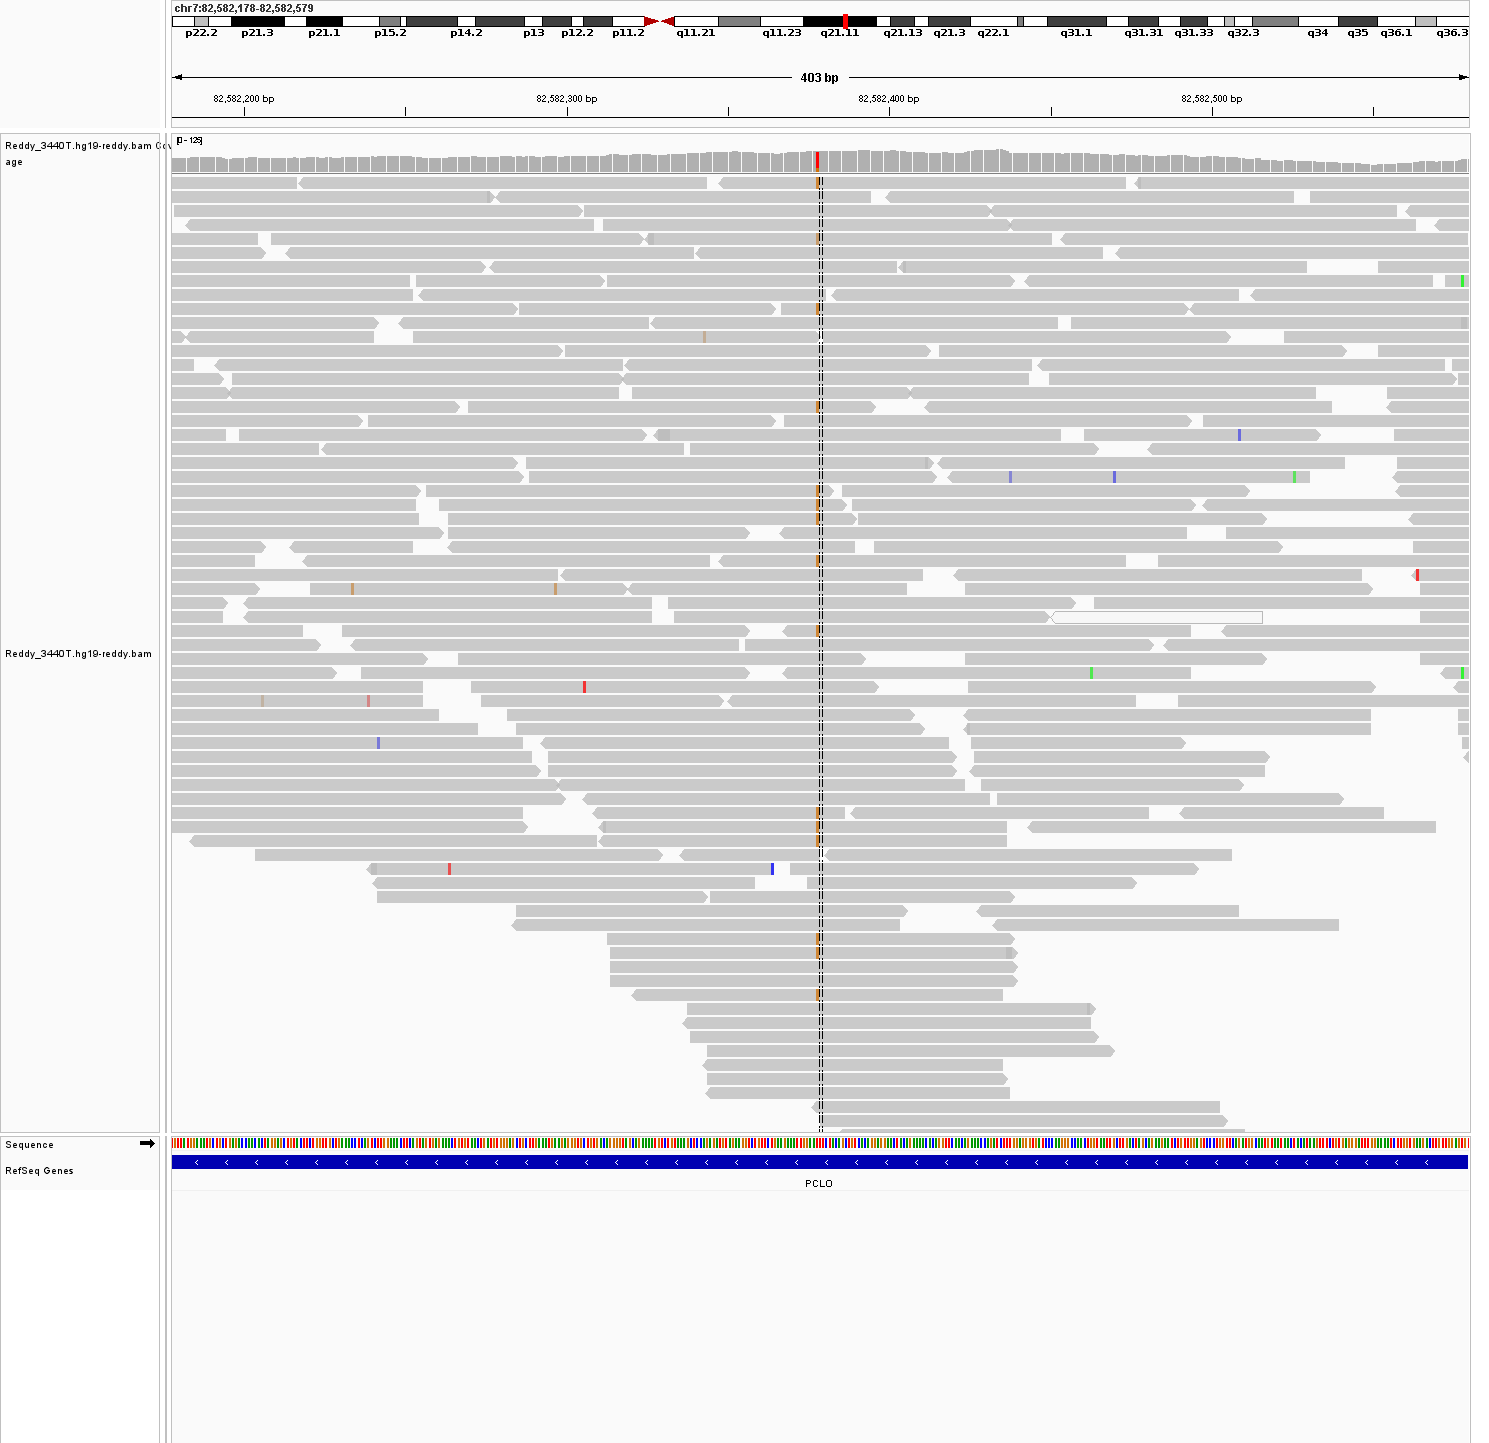 chr7:82,582,178-82,582,579
p22.2 p21.3 p21.1 p15.2 p14.2 p13 p12.2 p11.2 q11.21 q11.23 q21.11 q21.13 q21.3 q22.1 q31.1 q31.31 q31.33 q32.3 q34 q35 q36.1 q36.3
403 bp
82,582,200 bp 82,582,300 bp 82,582,400 bp 82,582,500 bp
[0 - 125]
Reddy_3440T.hg19-reddy.bam Cov
age
Reddy_3440T.hg19-reddy.bam
Sequence
RefSeq Genes
PCLO